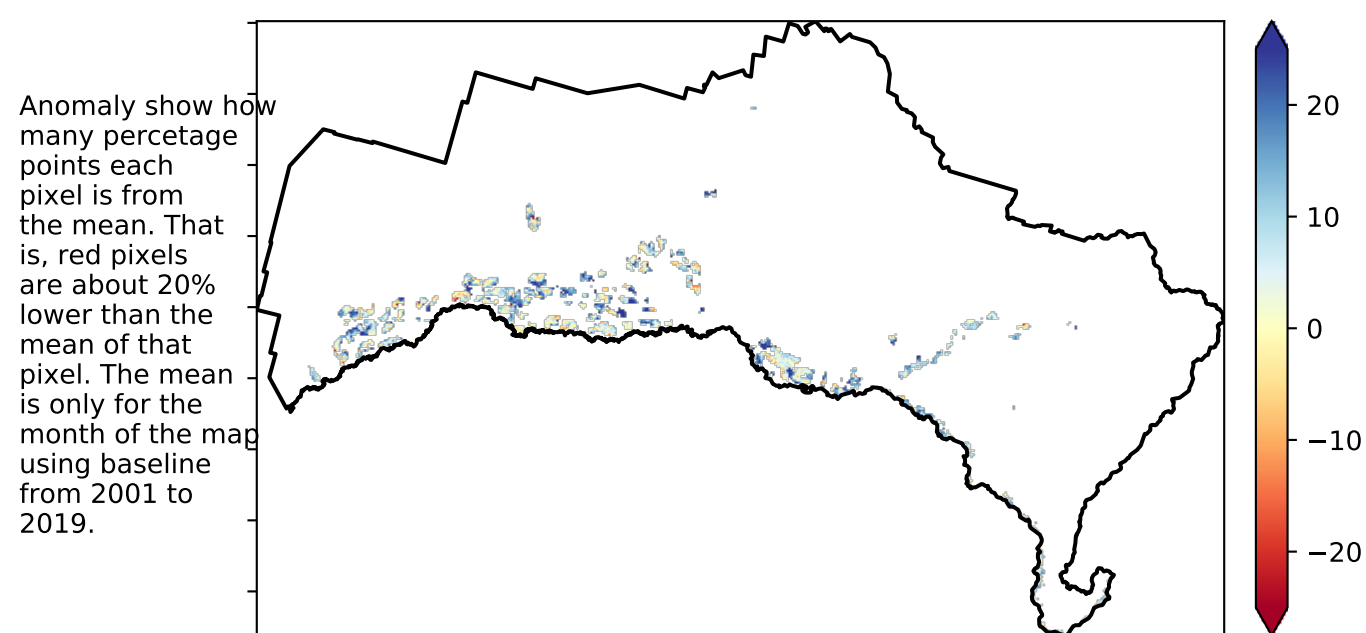 Anomaly show how
many percetage
points each
pixel is from
the mean. That
is, red pixels
are about 20%
lower than the
mean of that
pixel. The mean
is only for the
month of the map
using baseline
from 2001 to
2019.
20
10
0
−10
−20